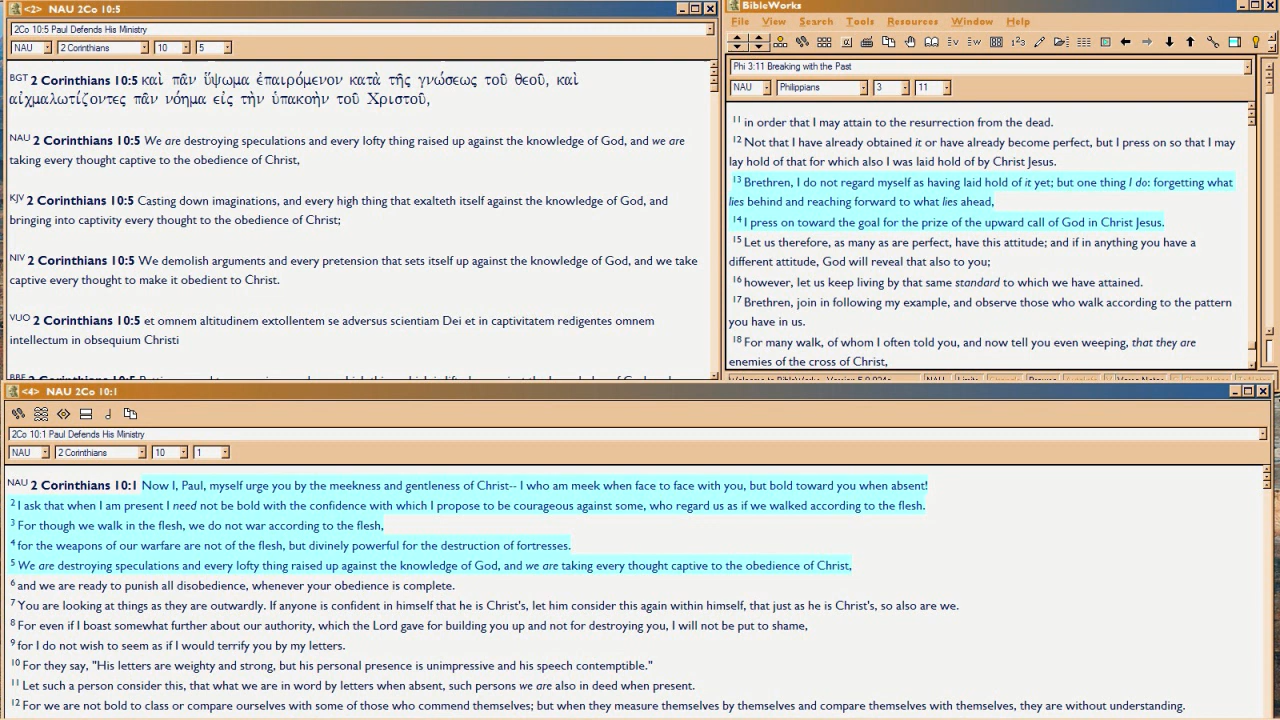 <2> NAU 2Co 10:5
2Co 10:5 Paul Defends His Ministry
NAU 2 Corinthians 10 5
BGT 2 Corinthians 10:5 καὶ πᾶν ὕψωμα ἐπαιρόμενον κατὰ τῆς γνώσεως τοῦ θεοῦ, καὶ
αἰχμαλωτίζοντες πᾶν νόημα εἰς τὴν ὑπακοὴν τοῦ Χριστοῦ,
NAU 2 Corinthians 10:5 We are destroying speculations and every lofty thing raised up against the knowledge of God, and we are
taking every thought captive to the obedience of Christ,
KJV 2 Corinthians 10:5 Casting down imaginations, and every high thing that exalteth itself against the knowledge of God, and
bringing into captivity every thought to the obedience of Christ;
NIV 2 Corinthians 10:5 We demolish arguments and every pretension that sets itself up against the knowledge of God, and we take
captive every thought to make it obedient to Christ.
VUO 2 Corinthians 10:5 et omnem altitudinem extollentem se adversus scientiam Dei et in captivitatem redigentes omnem
intellectum in obsequium Christi
BBE 2 Corinthians 10:5
BibleWorks
File View Search Tools Resources Window Help
Phi 3:11 Breaking with the Past
NAU Philippians 3 11
11 in order that I may attain to the resurrection from the dead.
12 Not that I have already obtained it or have already become perfect, but I press on so that I may
lay hold of that for which also I was laid hold of by Christ Jesus.
13 Brethren, I do not regard myself as having laid hold of it yet; but one thing I do: forgetting what
lies behind and reaching forward to what lies ahead,
14 I press on toward the goal for the prize of the upward call of God in Christ Jesus.
15 Let us therefore, as many as are perfect, have this attitude; and if in anything you have a
different attitude, God will reveal that also to you;
16 however, let us keep living by that same standard to which we have attained.
17 Brethren, join in following my example, and observe those who walk according to the pattern
you have in us.
18 For many walk, of whom I often told you, and now tell you even weeping, that they are
enemies of the cross of Christ,
<4> NAU 2Co 10:1
2Co 10:1 Paul Defends His Ministry
NAU 2 Corinthians 10 1
NAU 2 Corinthians 10:1 Now I, Paul, myself urge you by the meekness and gentleness of Christ-- I who am meek when face to face with you, but bold toward you when absent!
2 I ask that when I am present I need not be bold with the confidence with which I propose to be courageous against some, who regard us as if we walked according to the flesh.
3 For though we walk in the flesh, we do not war according to the flesh,
4 for the weapons of our warfare are not of the flesh, but divinely powerful for the destruction of fortresses.
5 We are destroying speculations and every lofty thing raised up against the knowledge of God, and we are taking every thought captive to the obedience of Christ,
6 and we are ready to punish all disobedience, whenever your obedience is complete.
7 You are looking at things as they are outwardly. If anyone is confident in himself that he is Christ's, let him consider this again within himself, that just as he is Christ's, so also are we.
8 For even if I boast somewhat further about our authority, which the Lord gave for building you up and not for destroying you, I will not be put to shame,
9 for I do not wish to seem as if I would terrify you by my letters.
10 For they say, "His letters are weighty and strong, but his personal presence is unimpressive and his speech contemptible."
11 Let such a person consider this, that what we are in word by letters when absent, such persons we are also in deed when present.
12 For we are not bold to class or compare ourselves with some of those who commend themselves; but when they measure themselves by themselves and compare themselves with themselves, they are without understanding.